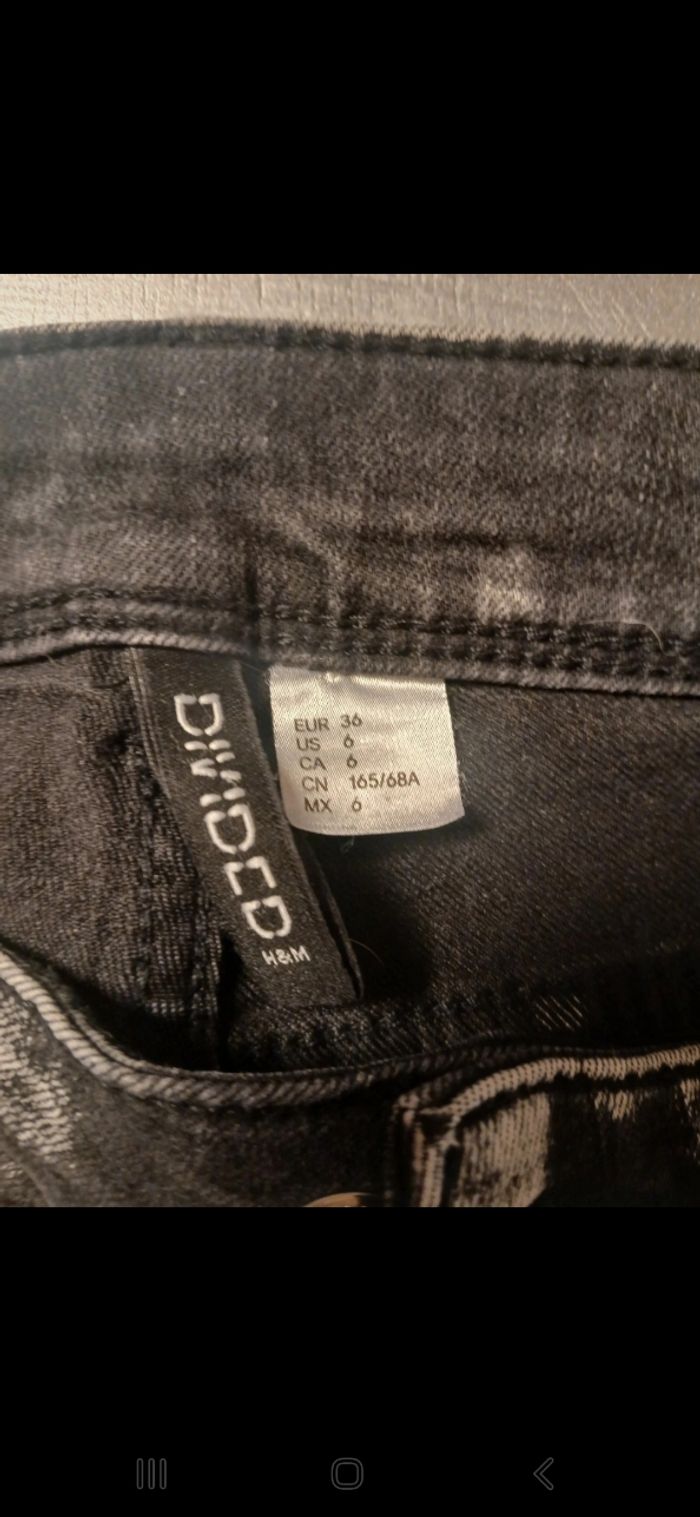 DIVIDED
H&M
EUR 36
US 6
CA 6
CN 165/68A
MX 6